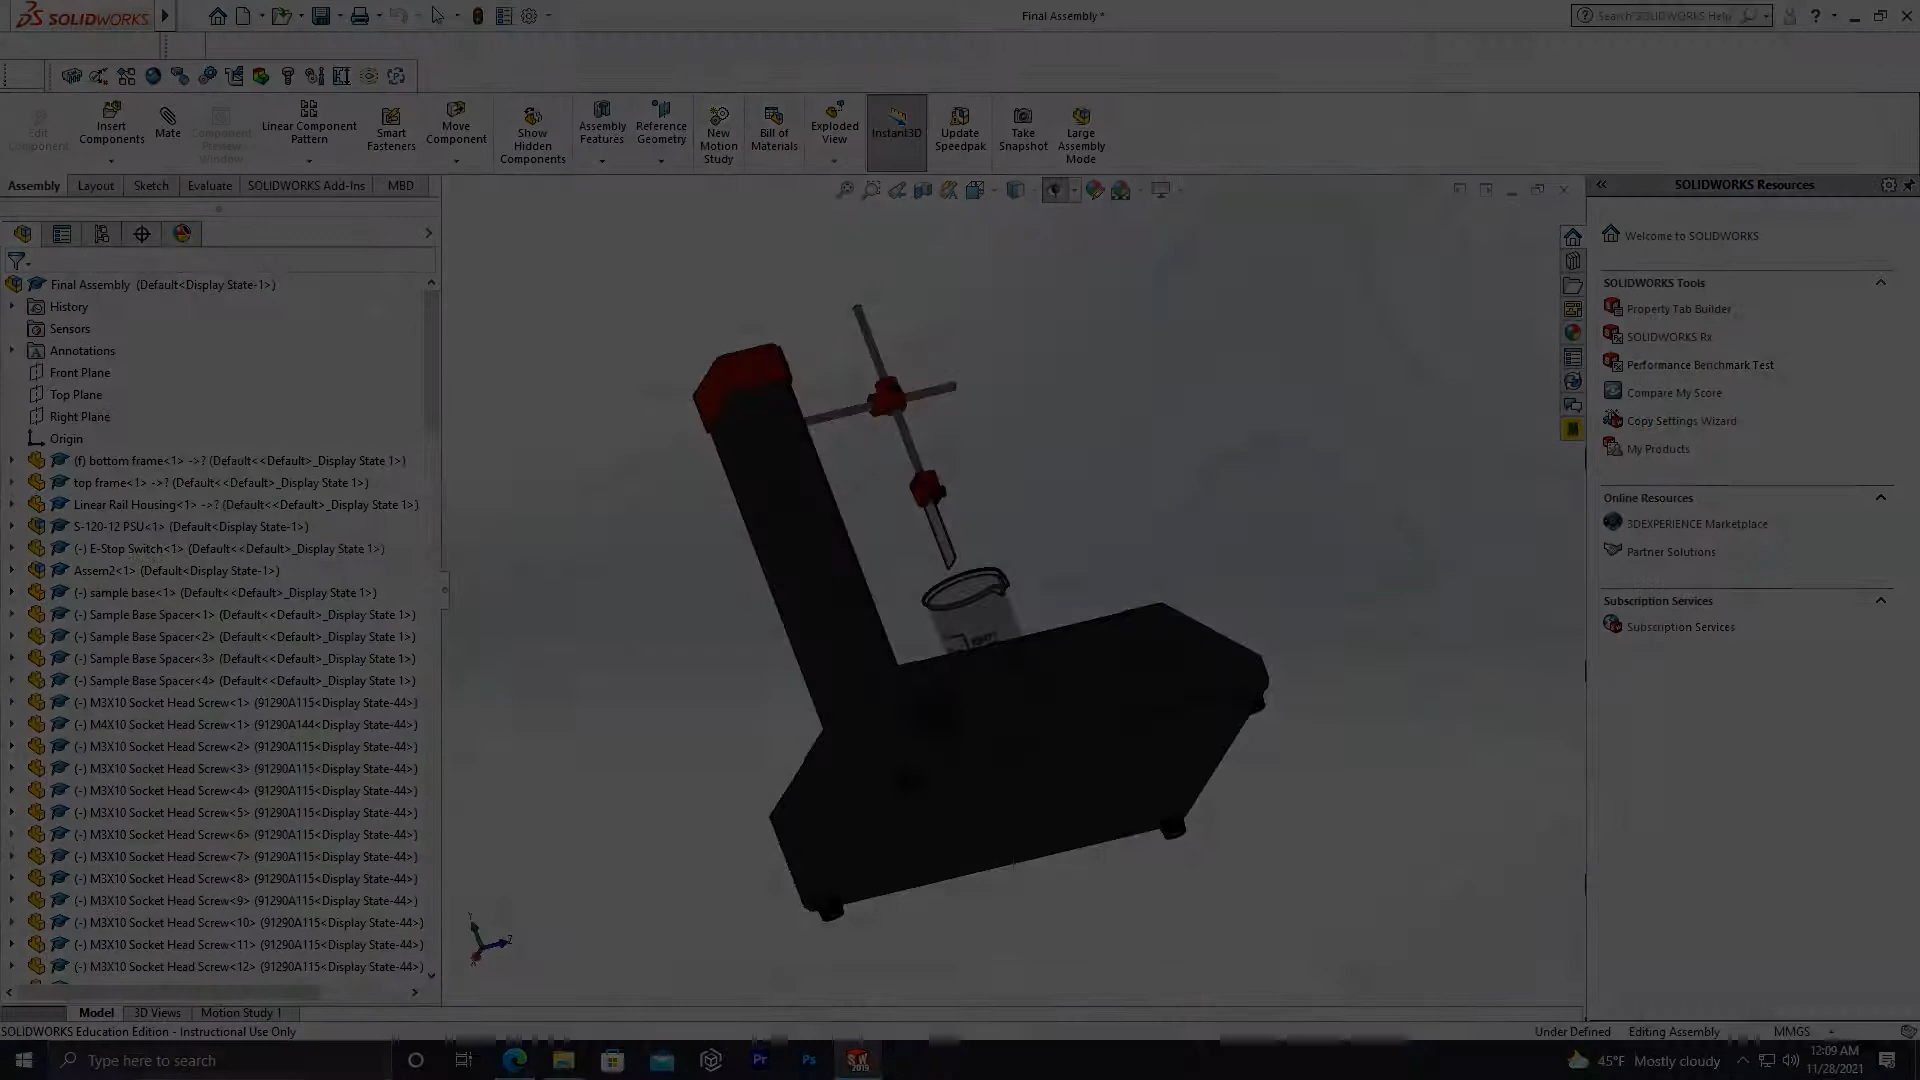 SOLIDWORKS
Final Assembly *
Search SOLIDWORKS Help
Edit Component
Insert Components
Mate
Component Preview Window
Linear Component Pattern
Smart Fasteners
Move Component
Show Hidden Components
Assembly Features
Reference Geometry
New Motion Study
Bill of Materials
Exploded View
Instant3D
Update Speedpak
Take Snapshot
Large Assembly Mode
Assembly Layout Sketch Evaluate SOLIDWORKS Add-Ins MBD
Final Assembly (Default<Display State-1>)
History
Sensors
Annotations
Front Plane
Top Plane
Right Plane
Origin
(f) bottom frame<1> ->? (Default<<Default>_Display State 1>)
top frame<1> ->? (Default<<Default>_Display State 1>)
Linear Rail Housing<1> ->? (Default<<Default>_Display State 1>)
S-120-12 PSU<1> (Default<Display State-1>)
(-) E-Stop Switch<1> (Default<<Default>_Display State 1>)
Assem2<1> (Default<Display State-1>)
(-) sample base<1> (Default<<Default>_Display State 1>)
(-) Sample Base Spacer<1> (Default<<Default>_Display State 1>)
(-) Sample Base Spacer<2> (Default<<Default>_Display State 1>)
(-) Sample Base Spacer<3> (Default<<Default>_Display State 1>)
(-) Sample Base Spacer<4> (Default<<Default>_Display State 1>)
(-) M3X10 Socket Head Screw<1> (91290A115<Display State-44>)
(-) M4X10 Socket Head Screw<1> (91290A144<Display State-44>)
(-) M3X10 Socket Head Screw<2> (91290A115<Display State-44>)
(-) M3X10 Socket Head Screw<3> (91290A115<Display State-44>)
(-) M3X10 Socket Head Screw<4> (91290A115<Display State-44>)
(-) M3X10 Socket Head Screw<5> (91290A115<Display State-44>)
(-) M3X10 Socket Head Screw<6> (91290A115<Display State-44>)
(-) M3X10 Socket Head Screw<7> (91290A115<Display State-44>)
(-) M3X10 Socket Head Screw<8> (91290A115<Display State-44>)
(-) M3X10 Socket Head Screw<9> (91290A115<Display State-44>)
(-) M3X10 Socket Head Screw<10> (91290A115<Display State-44>)
(-) M3X10 Socket Head Screw<11> (91290A115<Display State-44>)
(-) M3X10 Socket Head Screw<12> (91290A115<Display State-44>)
Y
Z
X
SOLIDWORKS Resources
Welcome to SOLIDWORKS
SOLIDWORKS Tools
Property Tab Builder
SOLIDWORKS Rx
Performance Benchmark Test
Compare My Score
Copy Settings Wizard
My Products
Online Resources
3DEXPERIENCE Marketplace
Partner Solutions
Subscription Services
Subscription Services
Model 3D Views Motion Study 1
SOLIDWORKS Education Edition - Instructional Use Only
Under Defined Editing Assembly MMGS
Type here to search
Pr
Ps
SW 2019
45°F Mostly cloudy
12:09 AM
11/28/2021